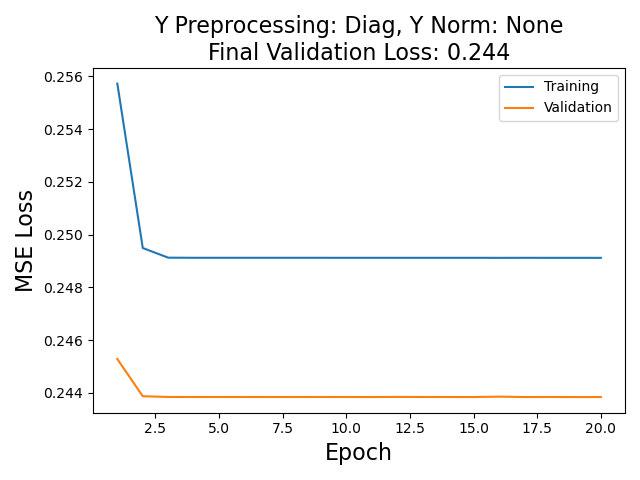 Y Preprocessing: Diag, Y Norm: None
Final Validation Loss: 0.244
Training
Validation
MSE Loss
0.256
0.254
0.252
0.250
0.248
0.246
0.244
2.5 5.0 7.5 10.0 12.5 15.0 17.5 20.0
Epoch